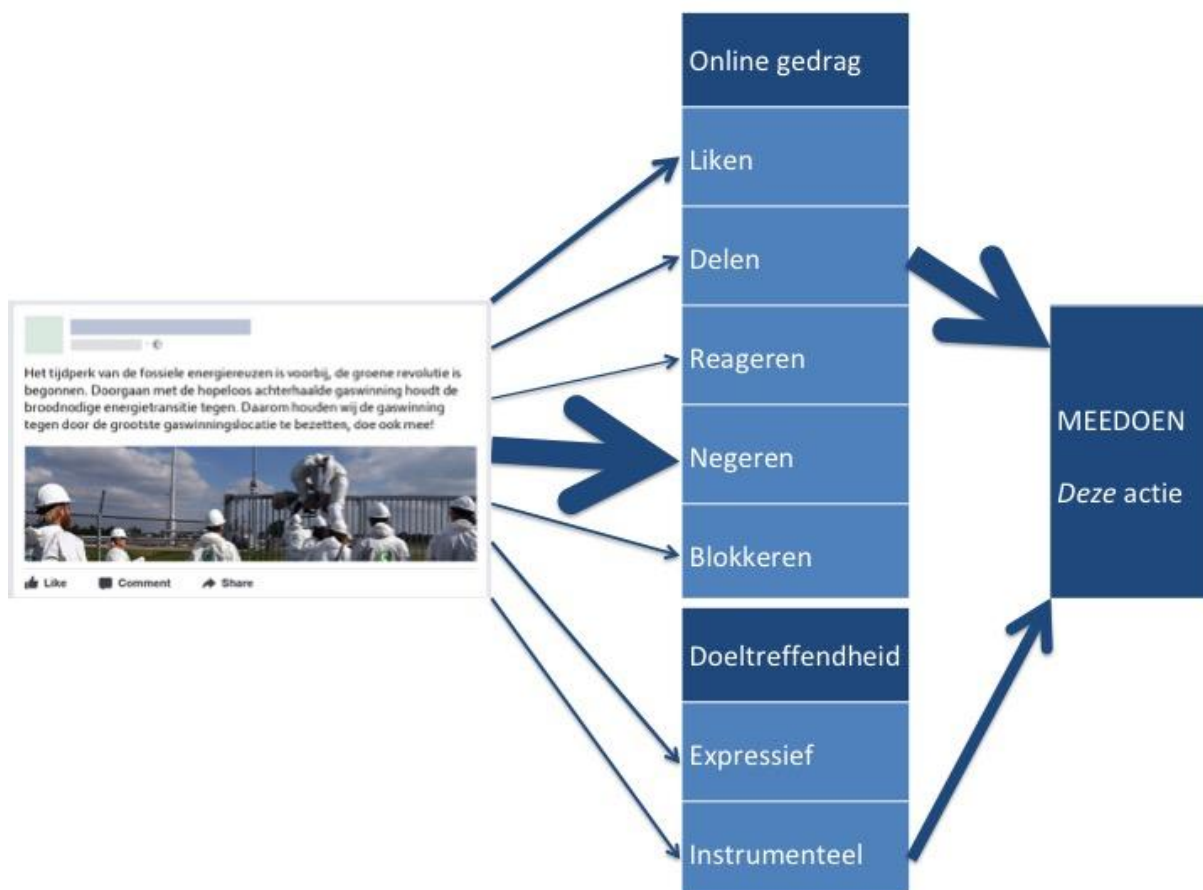 Het tijdperk van de fossiele energiereuzen is voorbij, de groene revolutie is
begonnen. Doorgaan met de hopeloos achterhaalde gaswinning houdt de
broodnodige energietransitie tegen. Daarom houden wij de gaswinning
tegen door de grootste gaswinningslocatie te bezetten, doe ook mee!
Like Comment Share
Online gedrag
Liken
Delen
Reageren
Negeren
Blokkeren
Doeltreffendheid
Expressief
Instrumenteel
MEEDOEN
Deze actie